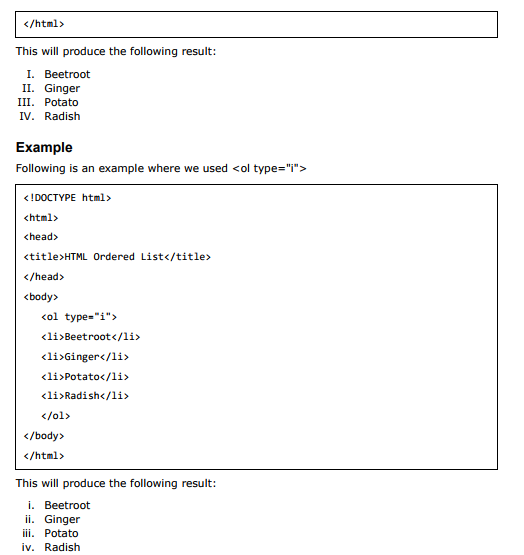 </html>
This will produce the following result:
I. Beetroot
II. Ginger
III. Potato
IV. Radish
Example
Following is an example where we used <ol type="i">
<!DOCTYPE html>
<html>
<head>
<title>HTML Ordered List</title>
</head>
<body>
<ol type="i">
<li>Beetroot</li>
<li>Ginger</li>
<li>Potato</li>
<li>Radish</li>
</ol>
</body>
</html>
This will produce the following result:
i. Beetroot
ii. Ginger
iii. Potato
iv. Radish